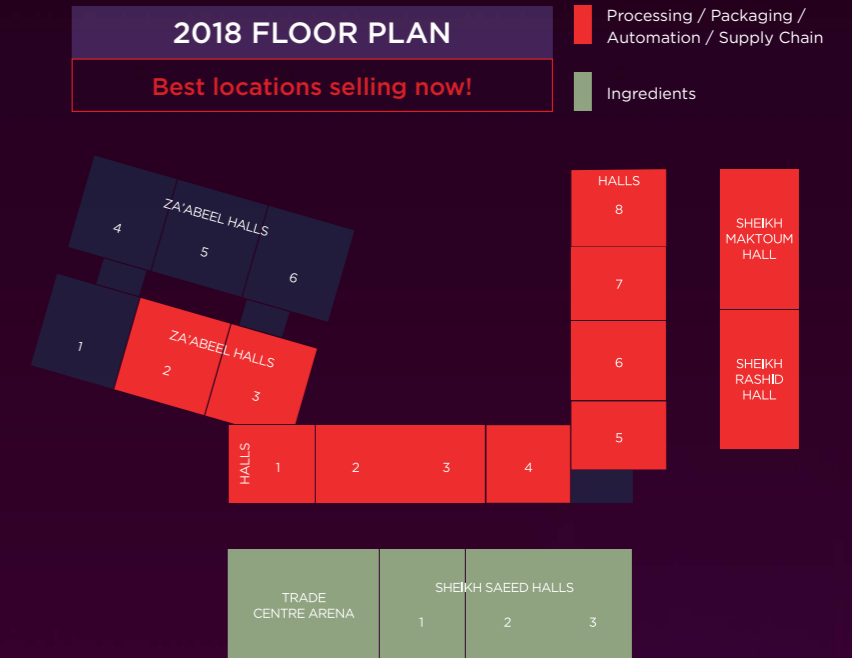 2018 FLOOR PLAN
Best locations selling now!
Processing / Packaging /
Automation / Supply Chain
Ingredients
ZA'ABEEL HALLS
4
5
6
ZA'ABEEL HALLS
1
2
3
HALLS
8
7
6
5
SHEIKH
MAKTOUM
HALL
SHEIKH
RASHID
HALL
HALLS
1
2
3
4
TRADE
CENTRE ARENA
SHEIKH SAEED HALLS
1
2
3